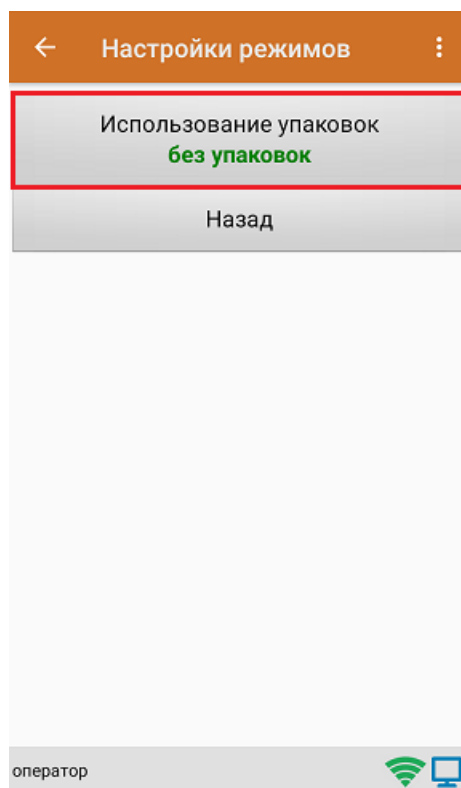 Настройки режимов
Использование упаковок
без упаковок
Назад
оператор